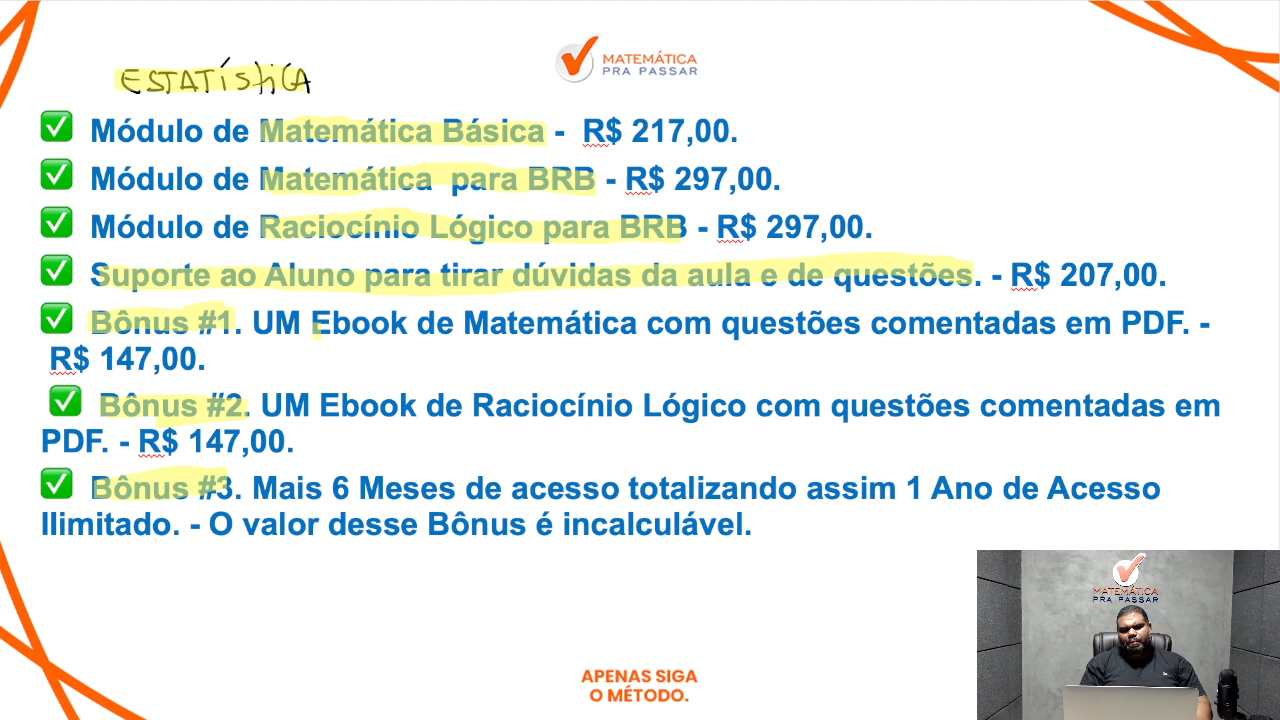 MATEMÁTICA
PRA PASSAR
ESTATÍSTICA
✅ Módulo de Matemática Básica - R$ 217,00.
✅ Módulo de Matemática para BRB - R$ 297,00.
✅ Módulo de Raciocínio Lógico para BRB - R$ 297,00.
✅ Suporte ao Aluno para tirar dúvidas da aula e de questões. - R$ 207,00.
✅ Bônus #1. UM Ebook de Matemática com questões comentadas em PDF. -
R$ 147,00.
✅ Bônus #2. UM Ebook de Raciocínio Lógico com questões comentadas em
PDF. - R$ 147,00.
✅ Bônus #3. Mais 6 Meses de acesso totalizando assim 1 Ano de Acesso
Ilimitado. - O valor desse Bônus é incalculável.
MATEMÁTICA
PRA PASSAR
APENAS SIGA
O MÉTODO.